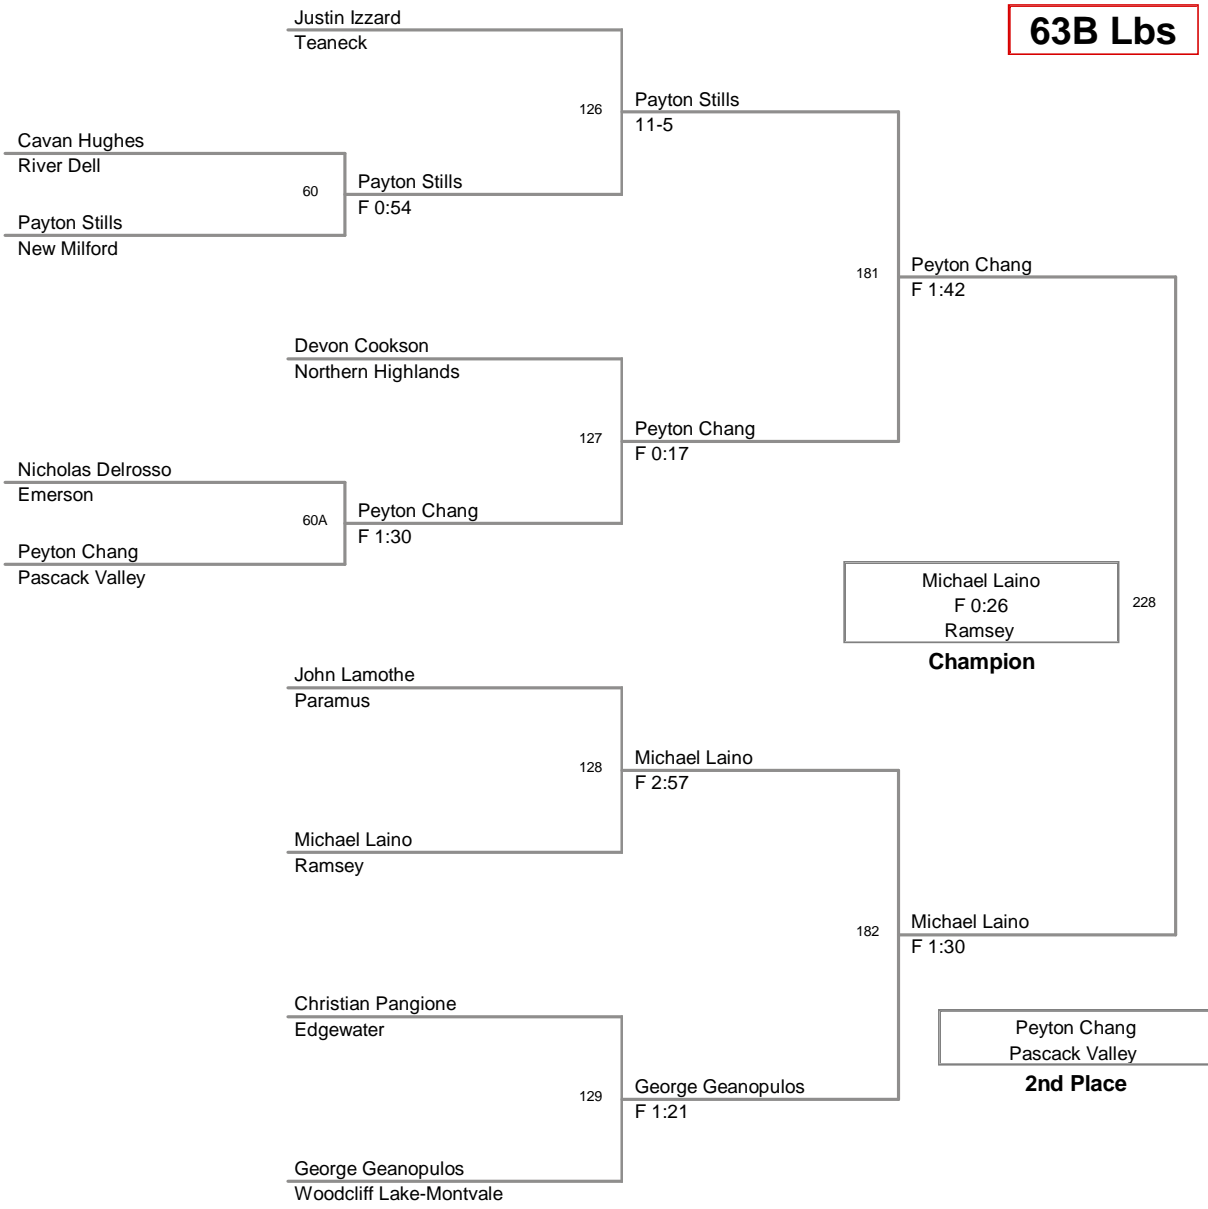 Justin Izzard
Teaneck
63B Lbs
126
Payton Stills
11-5
Cavan Hughes
River Dell
60
Payton Stills
F 0:54
Payton Stills
New Milford
181
Peyton Chang
F 1:42
Devon Cookson
Northern Highlands
127
Peyton Chang
F 0:17
Nicholas Delrosso
Emerson
60A
Peyton Chang
F 1:30
Peyton Chang
Pascack Valley
Michael Laino
F 0:26
Ramsey
228
Champion
John Lamothe
Paramus
128
Michael Laino
F 2:57
Michael Laino
Ramsey
182
Michael Laino
F 1:30
Christian Pangione
Edgewater
Peyton Chang
Pascack Valley
2nd Place
129
George Geanopulos
F 1:21
George Geanopulos
Woodcliff Lake-Montvale